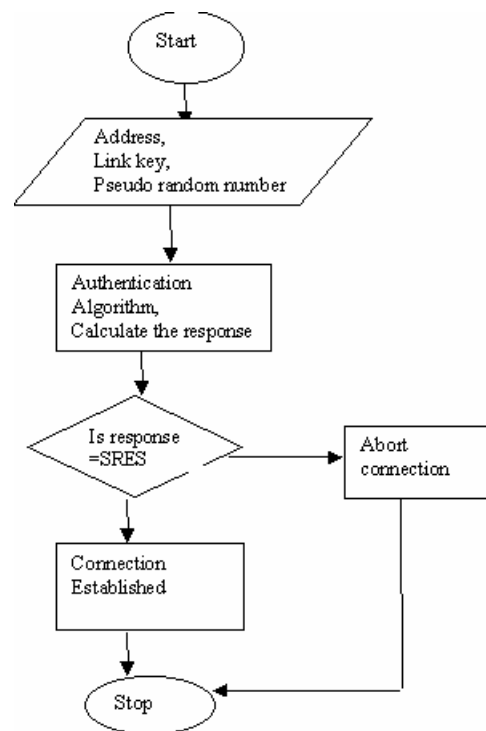 Start
Address,
Link key,
Pseudo random number
Authentication
Algorithm,
Calculate the response
Is response
=SRES
Abort
connection
Connection
Established
Stop